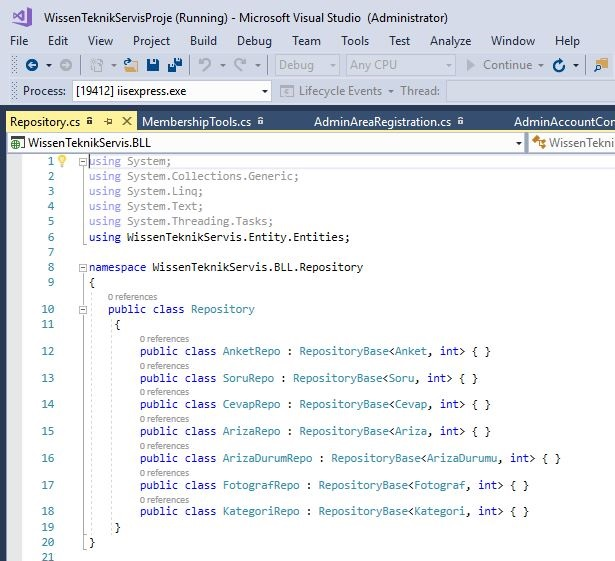 WissenTeknikServisProje (Running) - Microsoft Visual Studio (Administrator)
File Edit View Project Build Debug Team Tools Test Analyze Window Help
Debug Any CPU Continue
Process: [19412] iisexpress.exe Lifecycle Events Thread:
Repository.cs MembershipTools.cs AdminAreaRegistration.cs AdminAccountCon
WissenTeknikServis.BLL WissenTekni
1 using System;
2 using System.Collections.Generic;
3 using System.Linq;
4 using System.Text;
5 using System.Threading.Tasks;
6 using WissenTeknikServis.Entity.Entities;
7
8 namespace WissenTeknikServis.BLL.Repository
9 {
0 references
10 public class Repository
11 {
0 references
12 public class AnketRepo : RepositoryBase<Anket, int> { }
0 references
13 public class SoruRepo : RepositoryBase<Soru, int> { }
0 references
14 public class CevapRepo : RepositoryBase<Cevap, int> { }
0 references
15 public class ArizaRepo : RepositoryBase<Ariza, int> { }
0 references
16 public class ArizaDurumRepo : RepositoryBase<ArizaDurumu, int> { }
0 references
17 public class FotografRepo : RepositoryBase<Fotograf, int> { }
0 references
18 public class KategoriRepo : RepositoryBase<Kategori, int> { }
19 }
20 }
21